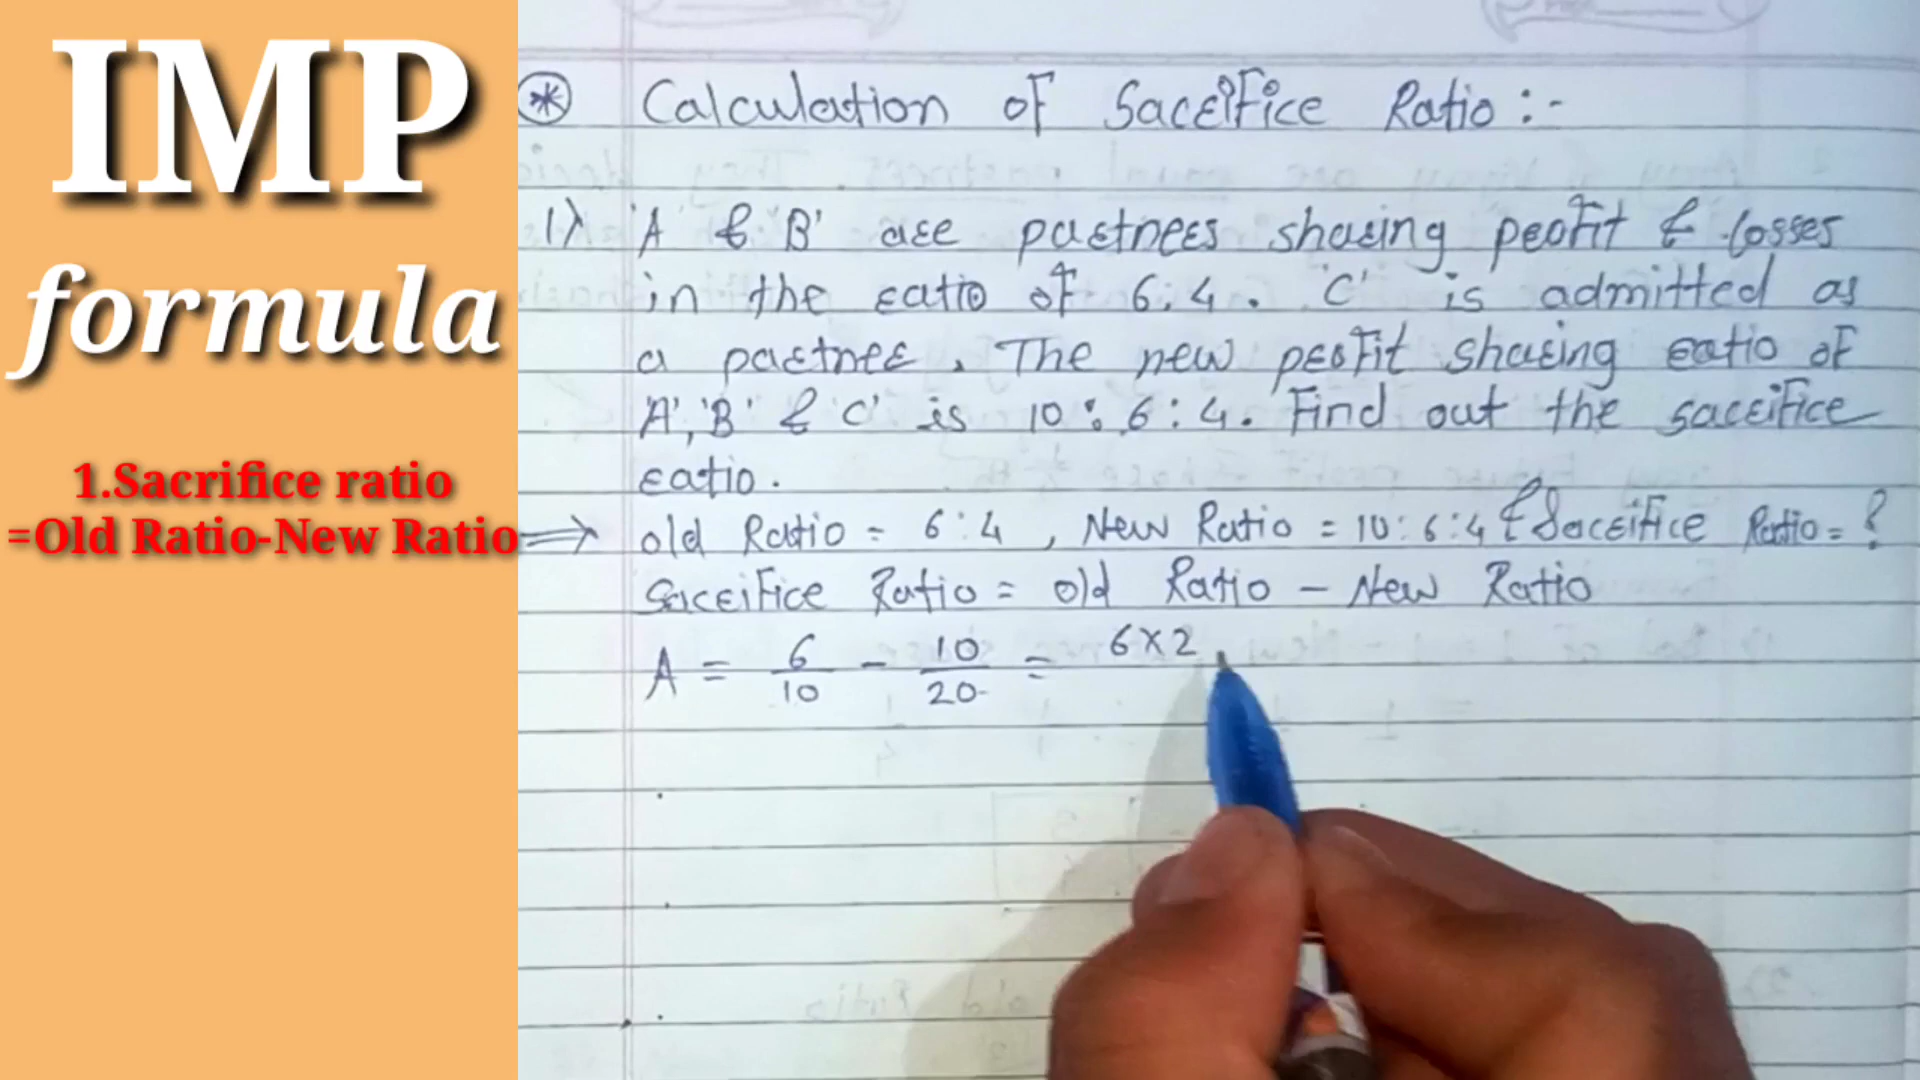 IMP
formula
1.Sacrifice ratio
=Old Ratio-New Ratio
* Calculation of Sacrifice Ratio :-
1) 'A' & 'B' are partners sharing profit & losses
in the ratio of 6:4. 'C' is admitted as
a partner. The new profit sharing ratio of
'A', 'B' & 'C' is 10:6:4. Find out the sacrifice
ratio.
⇒ old Ratio = 6:4, New Ratio = 10:6:4 & Sacrifice Ratio = ?
Sacrifice Ratio = old Ratio - New Ratio
A = 6/10 - 10/20 = 6×2